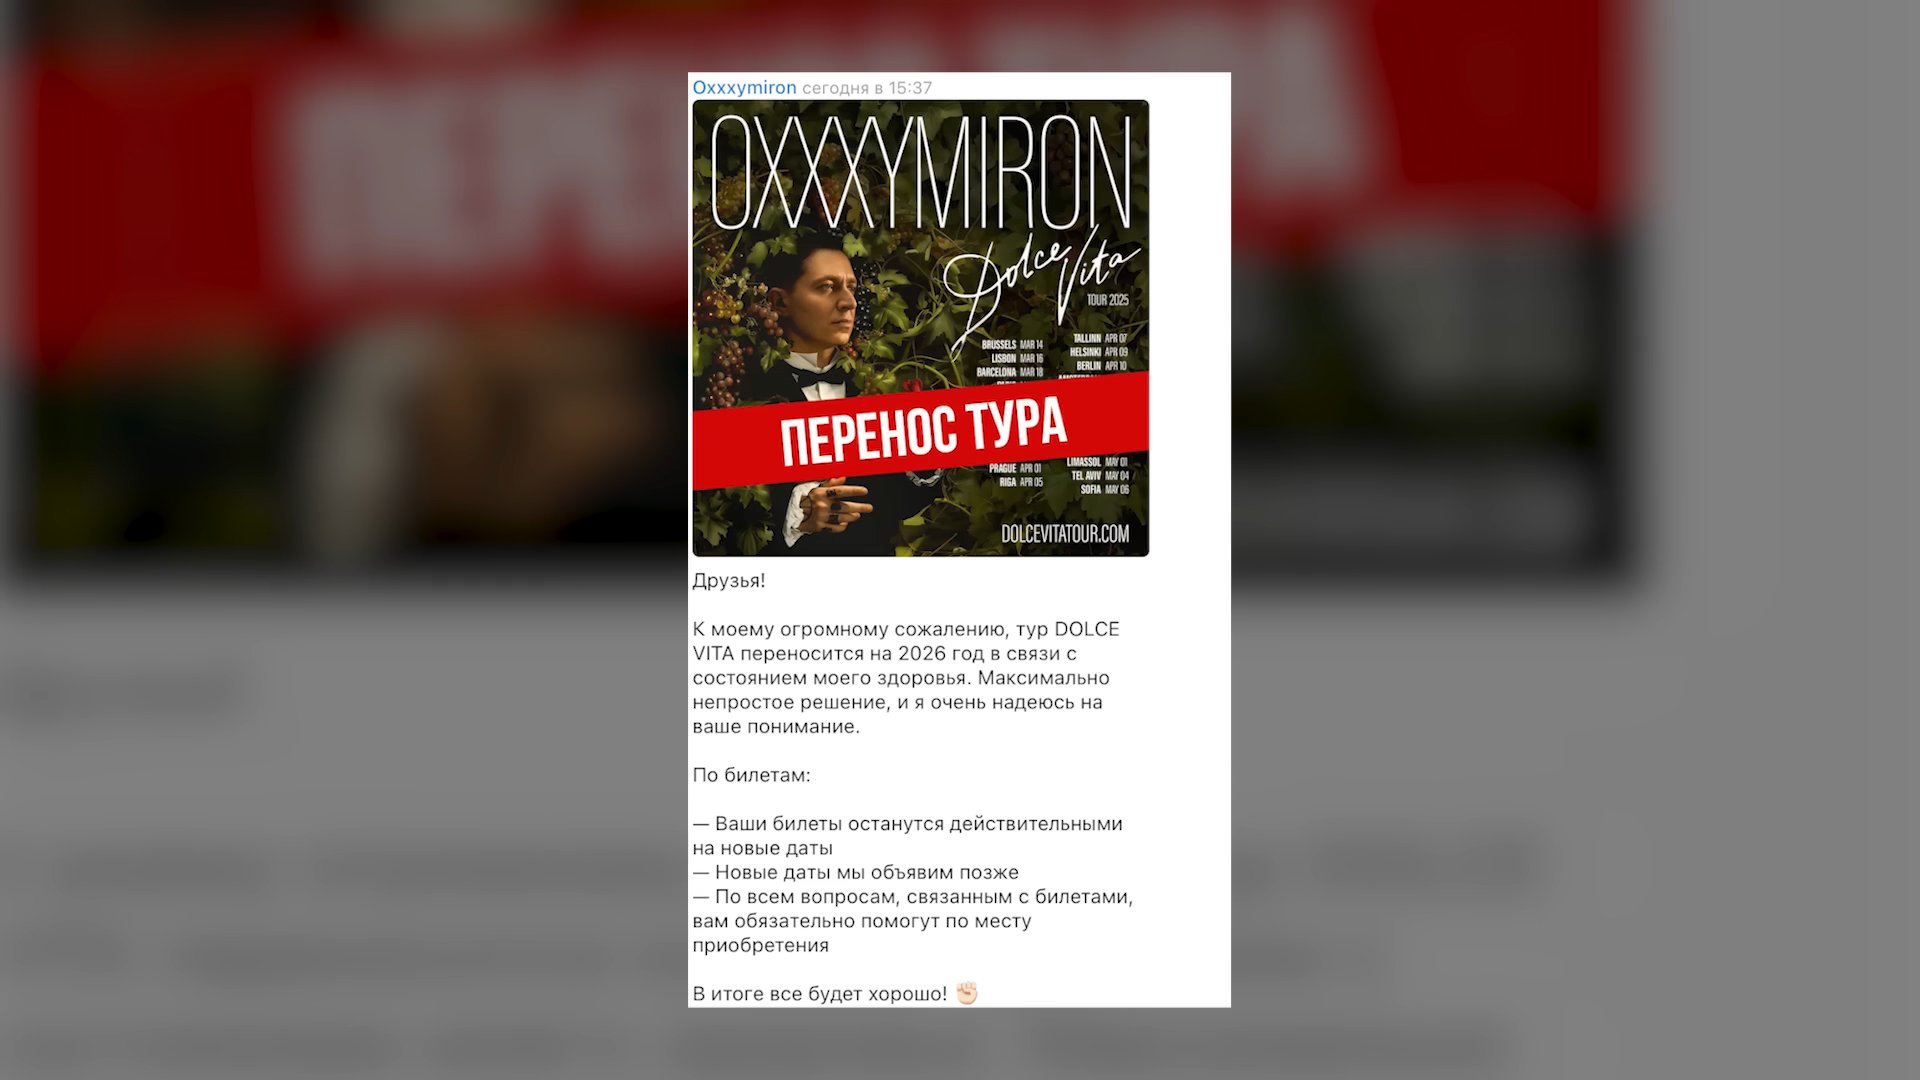 Oxxxymiron сегодня в 15:37
OXXXYMIRON
Dolce Vita
TOUR 2025
BRUSSELS MAR 14
LISBON MAR 16
BARCELONA MAR 18
TALLINN APR 07
HELSINKI APR 09
BERLIN APR 10
ПЕРЕНОС ТУРА
PRAGUE APR 01
RIGA APR 05
LIMASSOL MAY 01
TEL AVIV MAY 04
SOFIA MAY 06
DOLCEVITATOUR.COM
Друзья!
К моему огромному сожалению, тур DOLCE
VITA переносится на 2026 год в связи с
состоянием моего здоровья. Максимально
непростое решение, и я очень надеюсь на
ваше понимание.
По билетам:
— Ваши билеты останутся действительными
на новые даты
— Новые даты мы объявим позже
— По всем вопросам, связанным с билетами,
вам обязательно помогут по месту
приобретения
В итоге все будет хорошо! ✊🏻